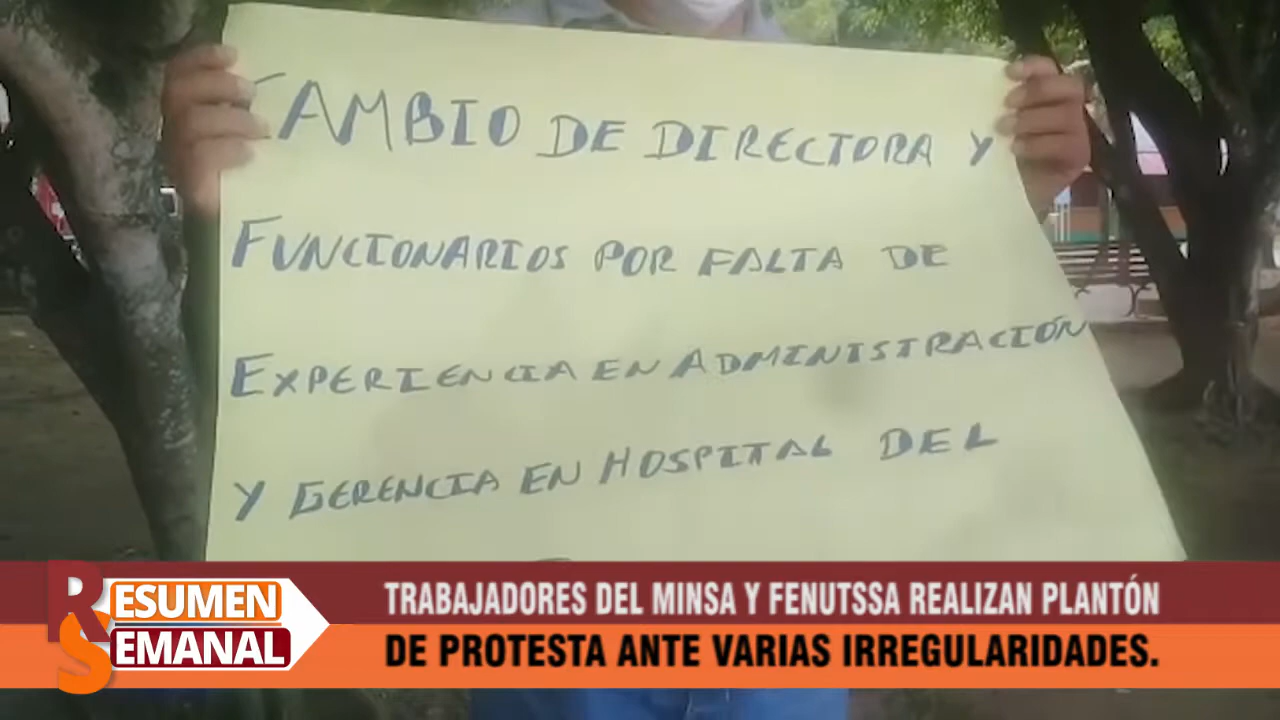 CAMBIO DE DIRECTORA Y
FUNCIONARIOS POR FALTA DE
EXPERIENCIA EN ADMINISTRACIÓN
Y GERENCIA EN HOSPITAL DEL
RESUMEN
SEMANAL
TRABAJADORES DEL MINSA Y FENUTSSA REALIZAN PLANTÓN
DE PROTESTA ANTE VARIAS IRREGULARIDADES.